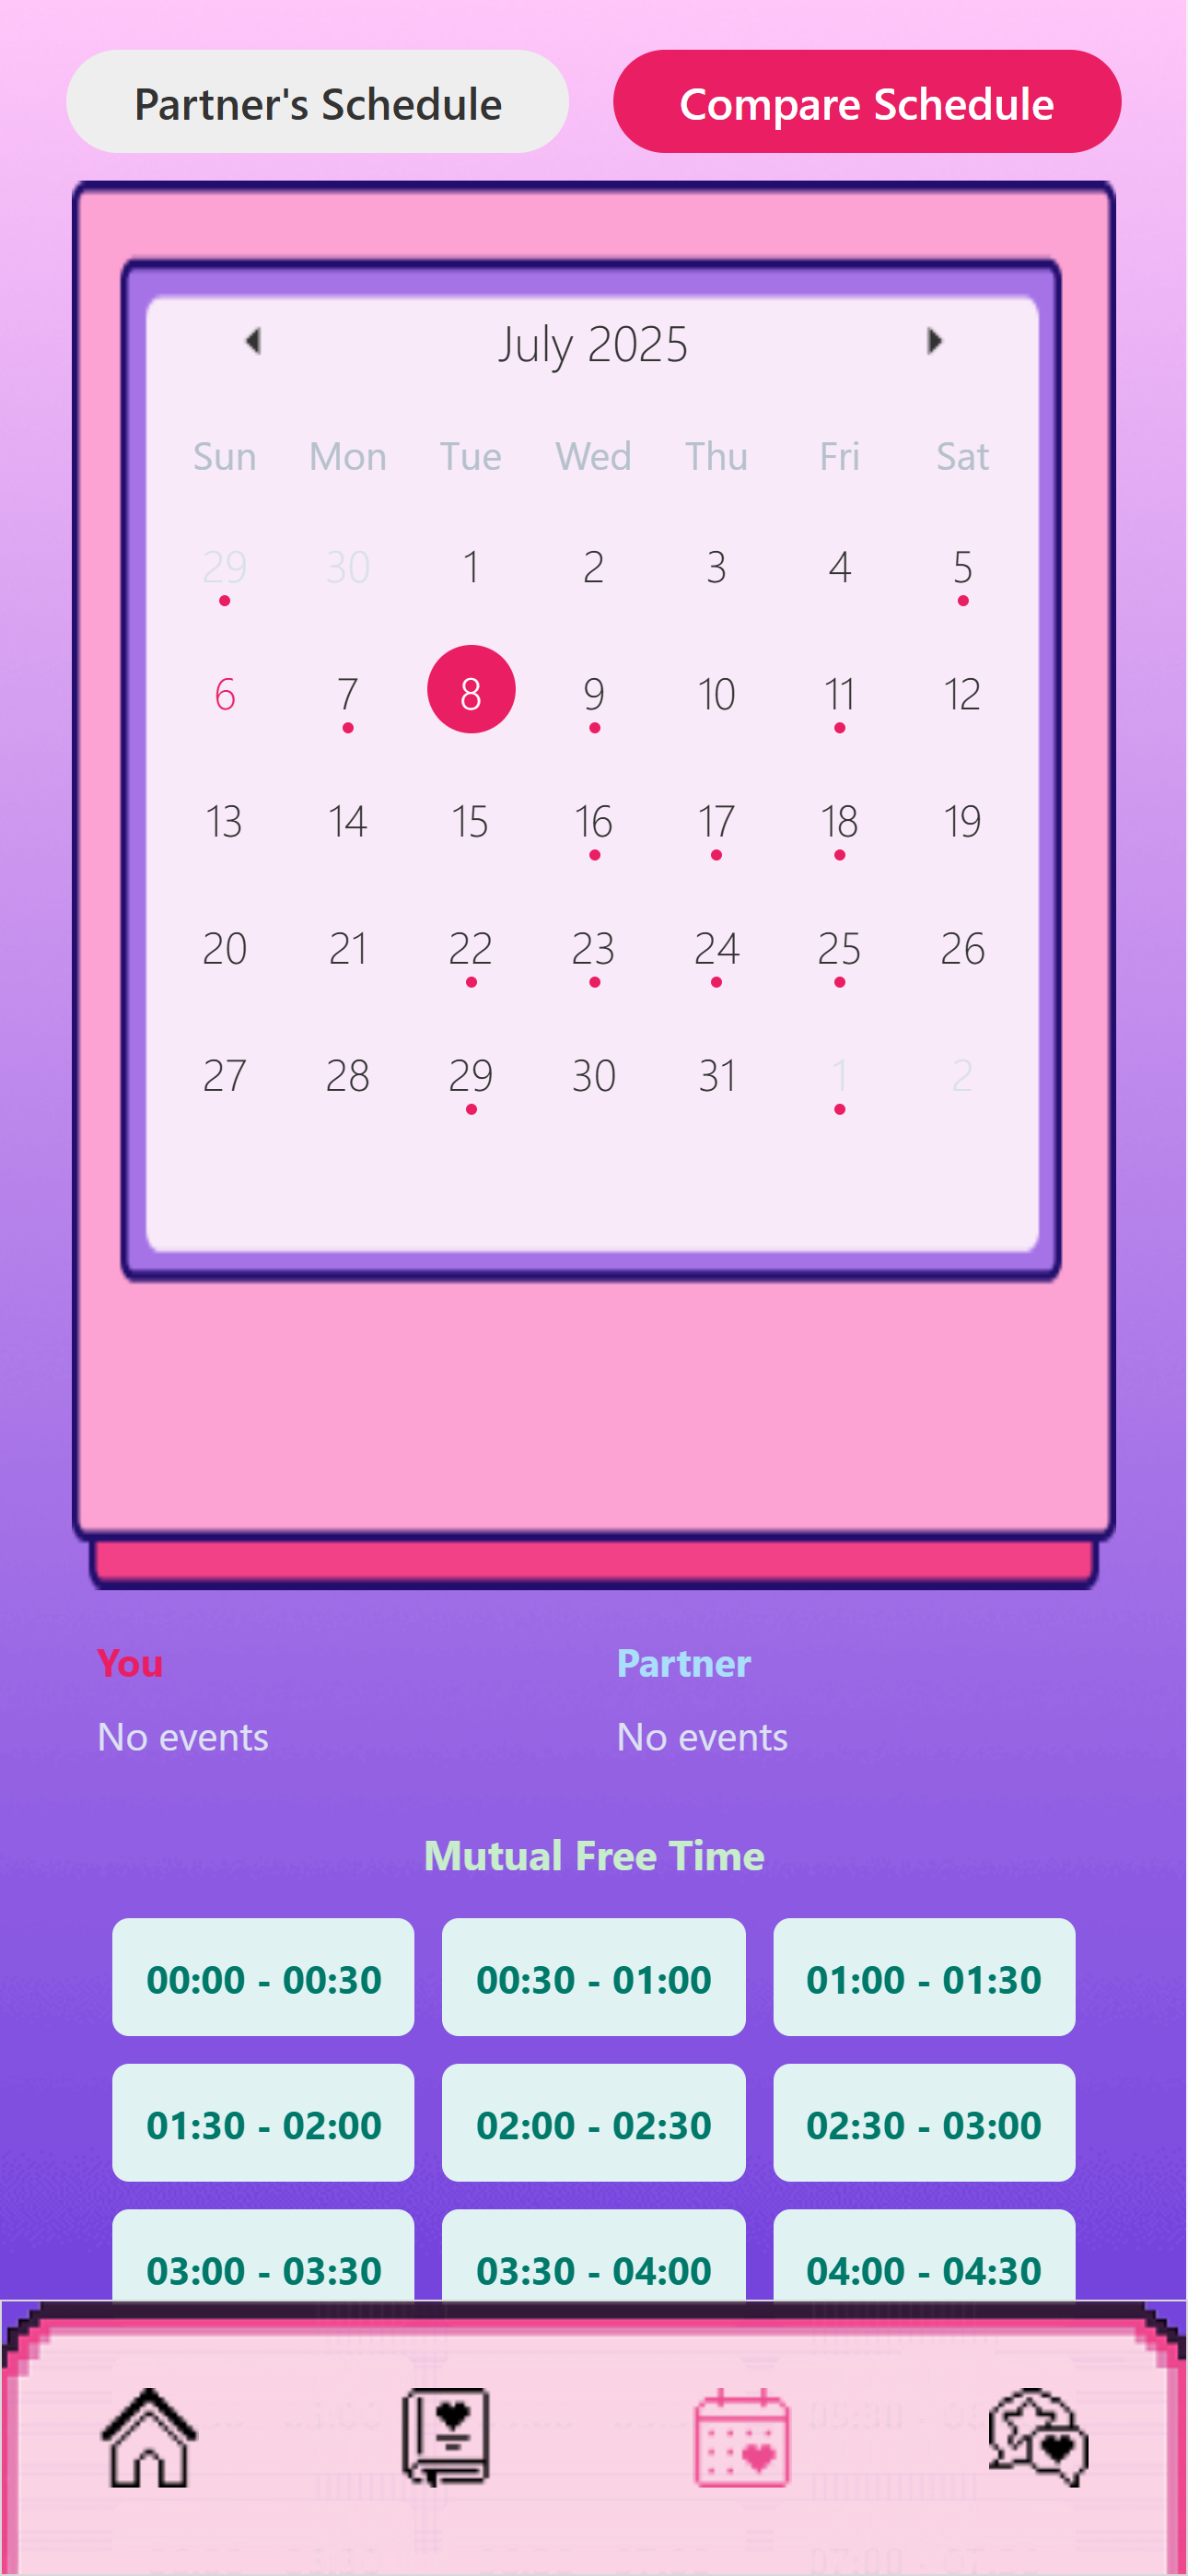 Partner's Schedule Compare Schedule
July 2025
Sun Mon Tue Wed Thu Fri Sat
29 30 1 2 3 4 5
6 7 8 9 10 11 12
13 14 15 16 17 18 19
20 21 22 23 24 25 26
27 28 29 30 31 1 2
You Partner
No events No events
Mutual Free Time
00:00 - 00:30 00:30 - 01:00 01:00 - 01:30
01:30 - 02:00 02:00 - 02:30 02:30 - 03:00
03:00 - 03:30 03:30 - 04:00 04:00 - 04:30